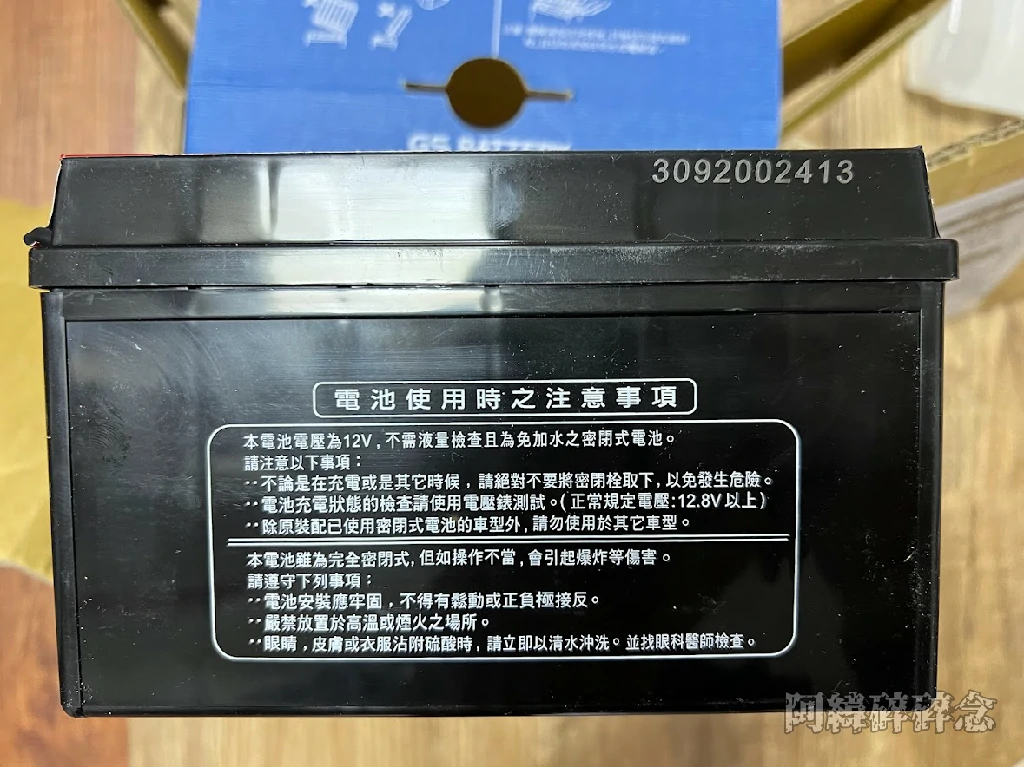 GS BATTERY
3092002413
電池使用時之注意事項
本電池電壓為12V,不需液量檢查且為免加水之密閉式電池。
請注意以下事項：
‧‧不論是在充電或是其它時候，請絕對不要將密閉栓取下,以免發生危險。
‧‧電池充電狀態的檢查請使用電壓錶測試。(正常規定電壓:12.8V以上)
‧‧除原裝配已使用密閉式電池的車型外,請勿使用於其它車型。
本電池雖為完全密閉式,但如操作不當,會引起爆炸等傷害。
請遵守下列事項：
‧‧電池安裝應牢固，不得有鬆動或正負極接反。
‧‧嚴禁放置於高溫或煙火之場所。
‧‧眼睛，皮膚或衣服沾附硫酸時，請立即以清水沖洗。並找眼科醫師檢查。
阿緯碎碎念